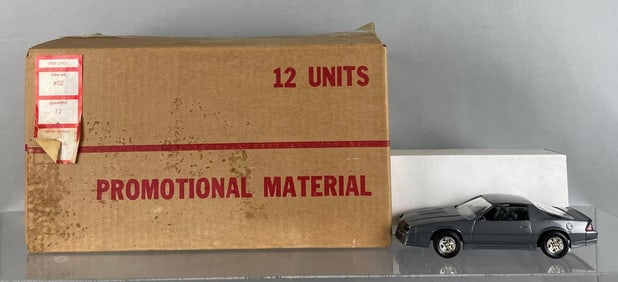 12 UNITS
#02
12
PROMOTIONAL MATERIAL